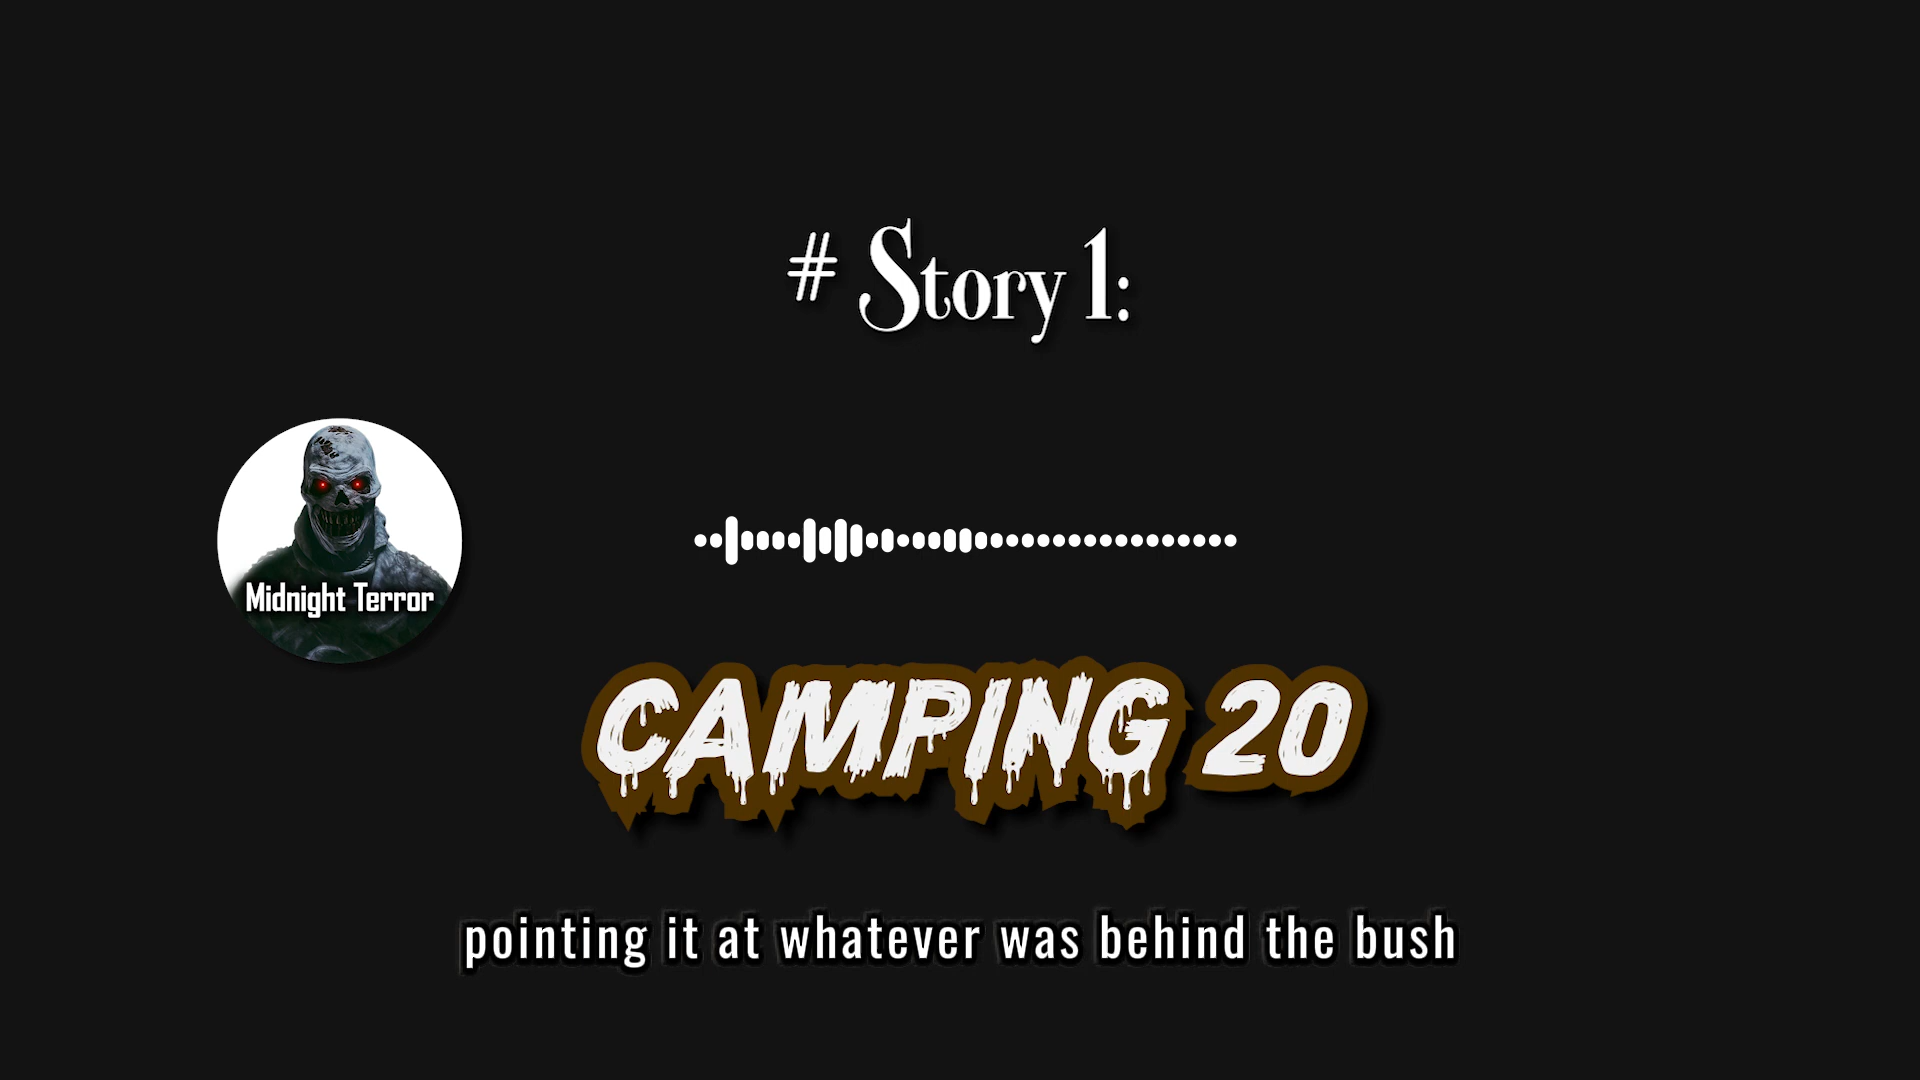 # Story 1:
Midnight Terror
CAMPING 20
pointing it at whatever was behind the bush